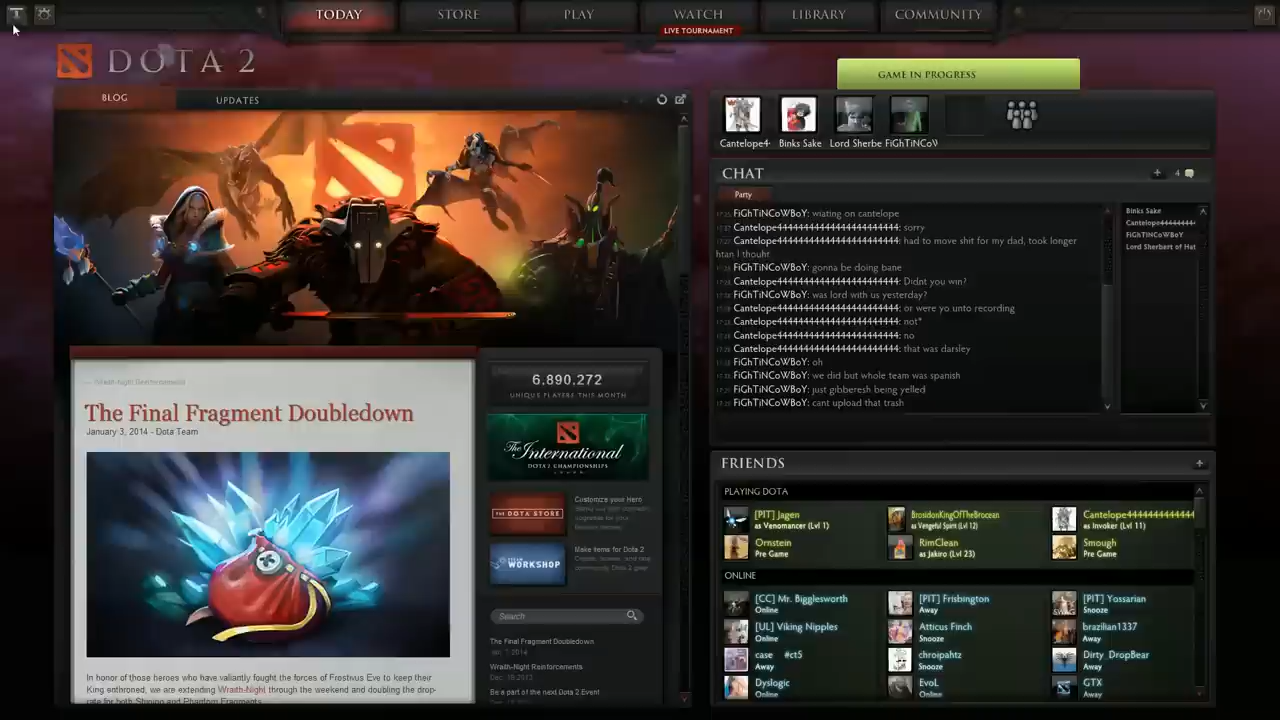 TODAY
STORE
PLAY
WATCH
LIBRARY
COMMUNITY
LIVE TOURNAMENT
DOTA 2
GAME IN PROGRESS
BLOG
UPDATES
Cantelope4
Binks Sake
Lord Sherbe
FiGhTiNCoW
CHAT
4
Party
FiGhTiNCoWBoY: wiating on cantelope
sorry
had to move shit for my dad, took longer
htan I thouht
FiGhTiNCoWBoY: gonna be doing bane
Didnt you win?
FiGhTiNCoWBoY: was lord with us yesterday?
or were yo unto recording
not*
no
that was darsley
FiGhTiNCoWBoY: oh
FiGhTiNCoWBoY: we did but whole team was spanish
FiGhTiNCoWBoY: just gibberesh being yelled
FiGhTiNCoWBoY: cant upload that trash
Binks Sake
FiGhTiNCoWBoY
Lord Sherbert of Hat
The Final Fragment Doubledown
January 3, 2014 - Dota Team
In honor of those heroes who have valiantly fought the forces of Frostivus Eve to keep their
King enthroned, we are extending Wraith-Night through the weekend and doubling the drop-
rate for both Shining and Phantom Fragments.
6,890,272
UNIQUE PLAYERS THIS MONTH
The International
DOTA 2 CHAMPIONSHIPS
THE DOTA STORE
Customize your Hero
STEAM WORKSHOP
Make items for Dota 2
Search
The Final Fragment Doubledown
Wraith-Night Reinforcements
Be a part of the next Dota 2 Event
FRIENDS
PLAYING DOTA
[PIT] Jagen
as Venomancer (Lvl 1)
BrosidonKingOfTheBrocean
as Vengeful Spirit (Lvl 12)
as Invoker (Lvl 11)
Ornstein
Pre Game
RimClean
as Jakiro (Lvl 23)
Smough
Pre Game
ONLINE
[CC] Mr. Bigglesworth
Online
[PIT] Frisbington
Away
[PIT] Yossarian
Snooze
[UL] Viking Nipples
Online
Atticus Finch
Snooze
brazilian1337
Away
case #ct5
Away
chroipahtz
Snooze
Dirty_DropBear
Away
Dyslogic
Online
EvoL
Online
GTX
Away